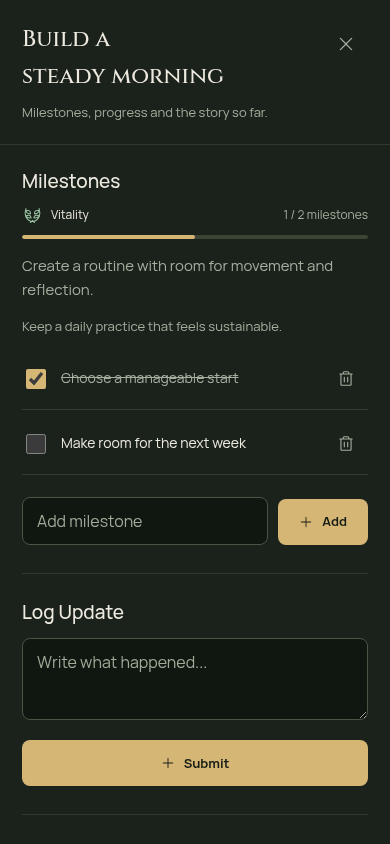 Build a
steady morning
Milestones, progress and the story so far.
Milestones
Vitality
1 / 2 milestones
Create a routine with room for movement and
reflection.
Keep a daily practice that feels sustainable.
Choose a manageable start
Make room for the next week
Add milestone
Add
Log Update
Write what happened...
Submit